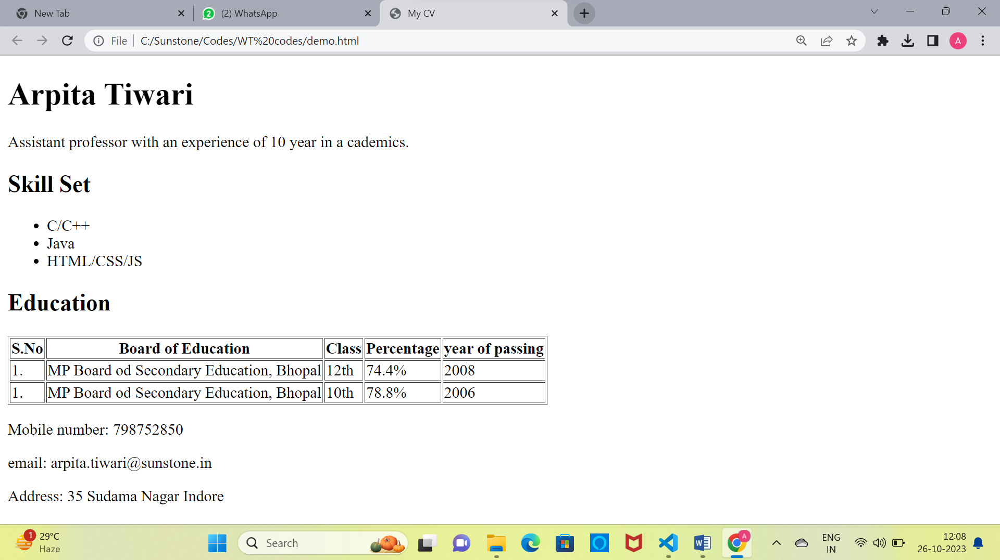 New Tab
2 (2) WhatsApp
My CV
File C:/Sunstone/Codes/WT%20codes/demo.html
A
Arpita Tiwari
Assistant professor with an experience of 10 year in a cademics.
Skill Set
• C/C++
• Java
• HTML/CSS/JS
Education
S.No Board of Education Class Percentage year of passing
1. MP Board od Secondary Education, Bhopal 12th 74.4% 2008
1. MP Board od Secondary Education, Bhopal 10th 78.8% 2006
Mobile number: 798752850
email: arpita.tiwari@sunstone.in
Address: 35 Sudama Nagar Indore
1 29°C
Haze
Search
W
A
ENG
IN
12:08
26-10-2023